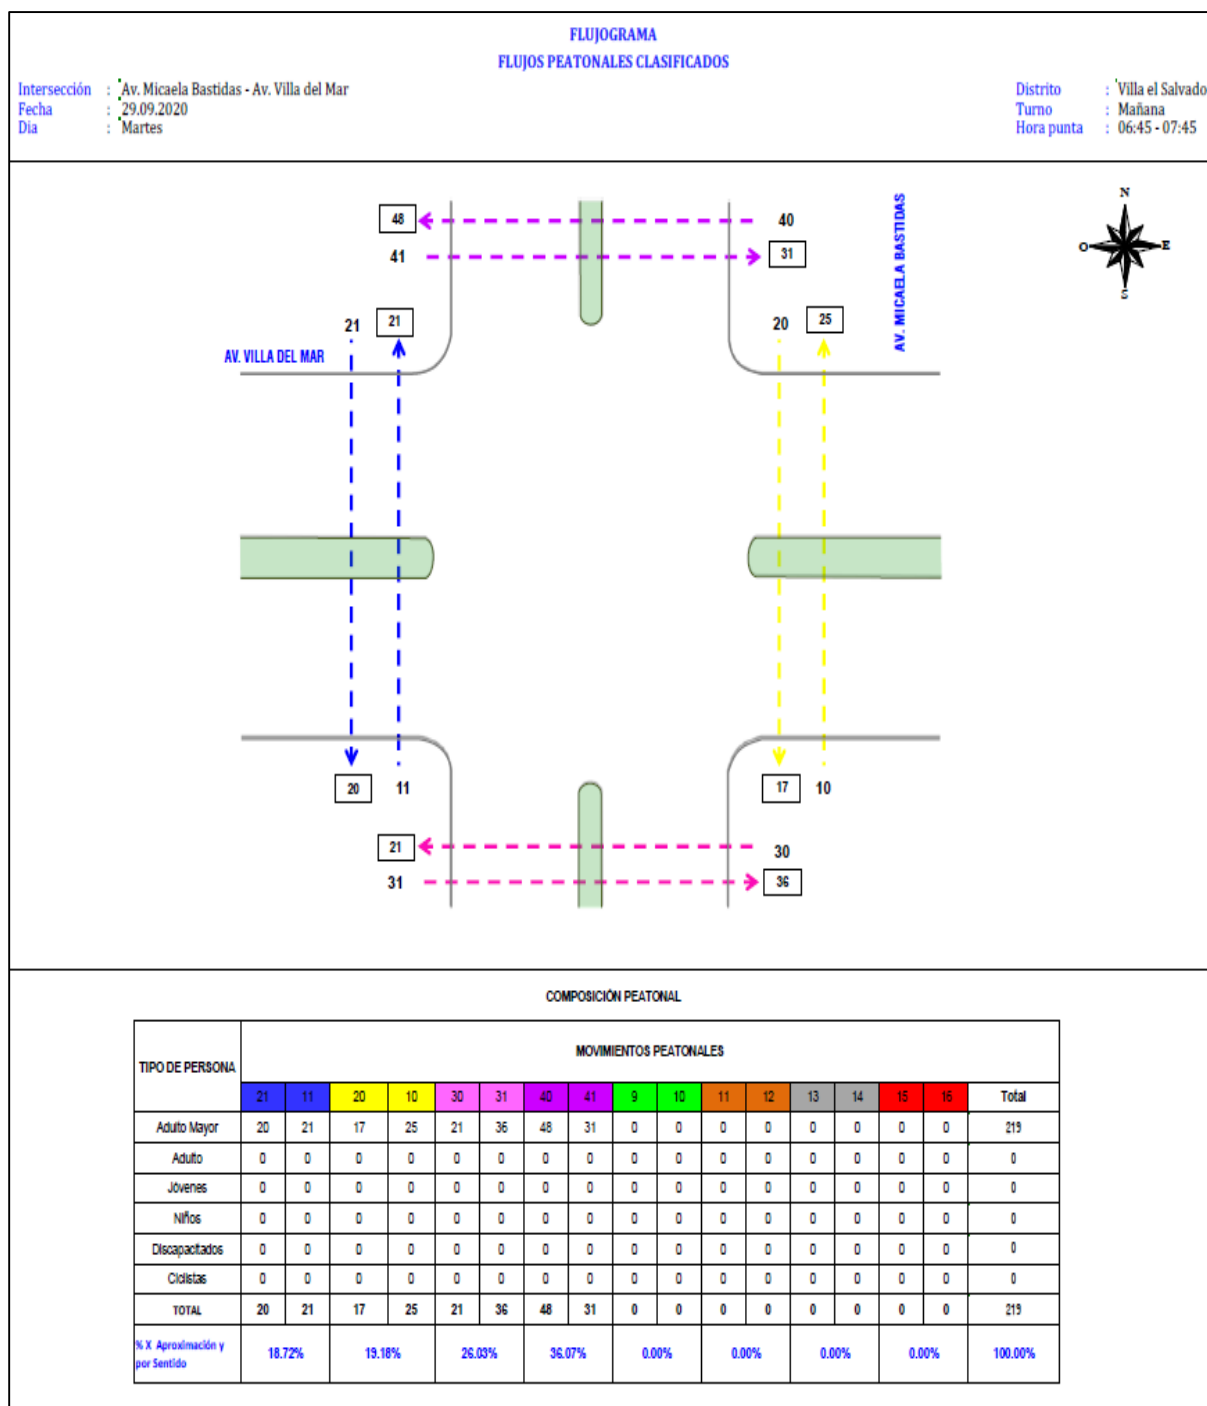 FLUJOGRAMA
FLUJOS PEATONALES CLASIFICADOS
Intersección : Av. Micaela Bastidas - Av. Villa del Mar
Fecha : 29.09.2020
Dia : Martes
Distrito : Villa el Salvado
Turno : Mañana
Hora punta : 06:45 - 07:45
48 40
41 31
AV. MICAELA BASTIDAS
N
O E
S
21 21 20 25
AV. VILLA DEL MAR
20 11 17 10
21 30
31 36
COMPOSICIÓN PEATONAL
TIPO DE PERSONA MOVIMIENTOS PEATONALES
21 11 20 10 30 31 40 41 9 10 11 12 13 14 15 16 Total
Adulto Mayor 20 21 17 25 21 36 48 31 0 0 0 0 0 0 0 0 219
Adulto 0 0 0 0 0 0 0 0 0 0 0 0 0 0 0 0 0
Jóvenes 0 0 0 0 0 0 0 0 0 0 0 0 0 0 0 0 0
Niños 0 0 0 0 0 0 0 0 0 0 0 0 0 0 0 0 0
Discapacitados 0 0 0 0 0 0 0 0 0 0 0 0 0 0 0 0 0
Ciclistas 0 0 0 0 0 0 0 0 0 0 0 0 0 0 0 0 0
TOTAL 20 21 17 25 21 36 48 31 0 0 0 0 0 0 0 0 219
% X Aproximación y
por Sentido 18.72% 19.18% 26.03% 36.07% 0.00% 0.00% 0.00% 0.00% 100.00%